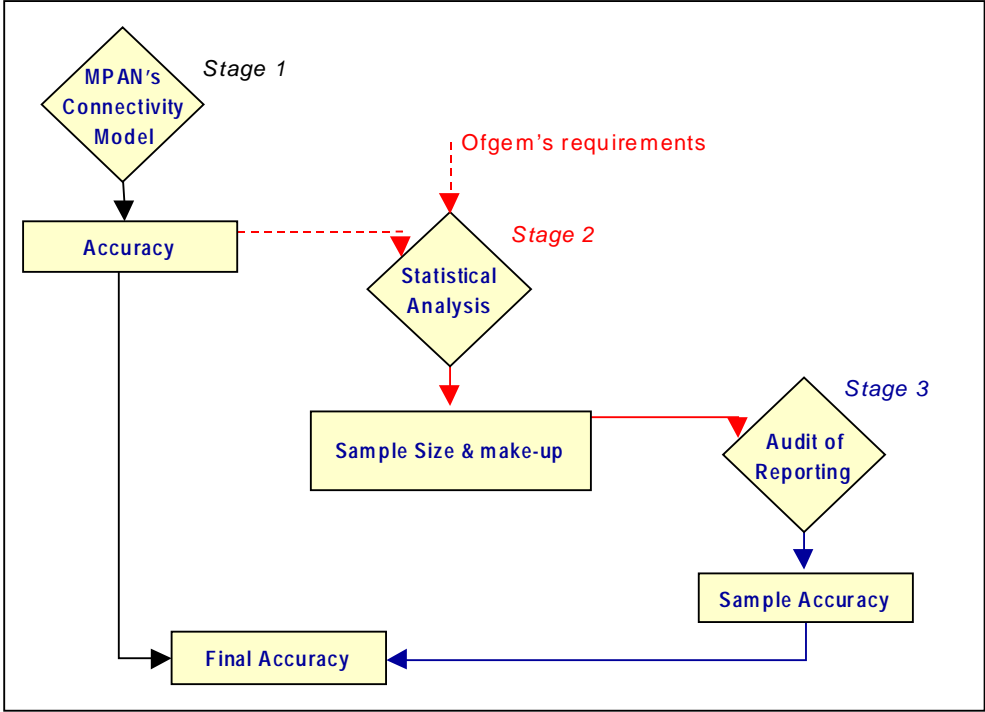 Stage 1
MPAN's
Connectivity
Model
Ofgem's requirements
Accuracy
Stage 2
Statistical
Analysis
Stage 3
Sample Size & make-up
Audit of
Reporting
Sample Accuracy
Final Accuracy